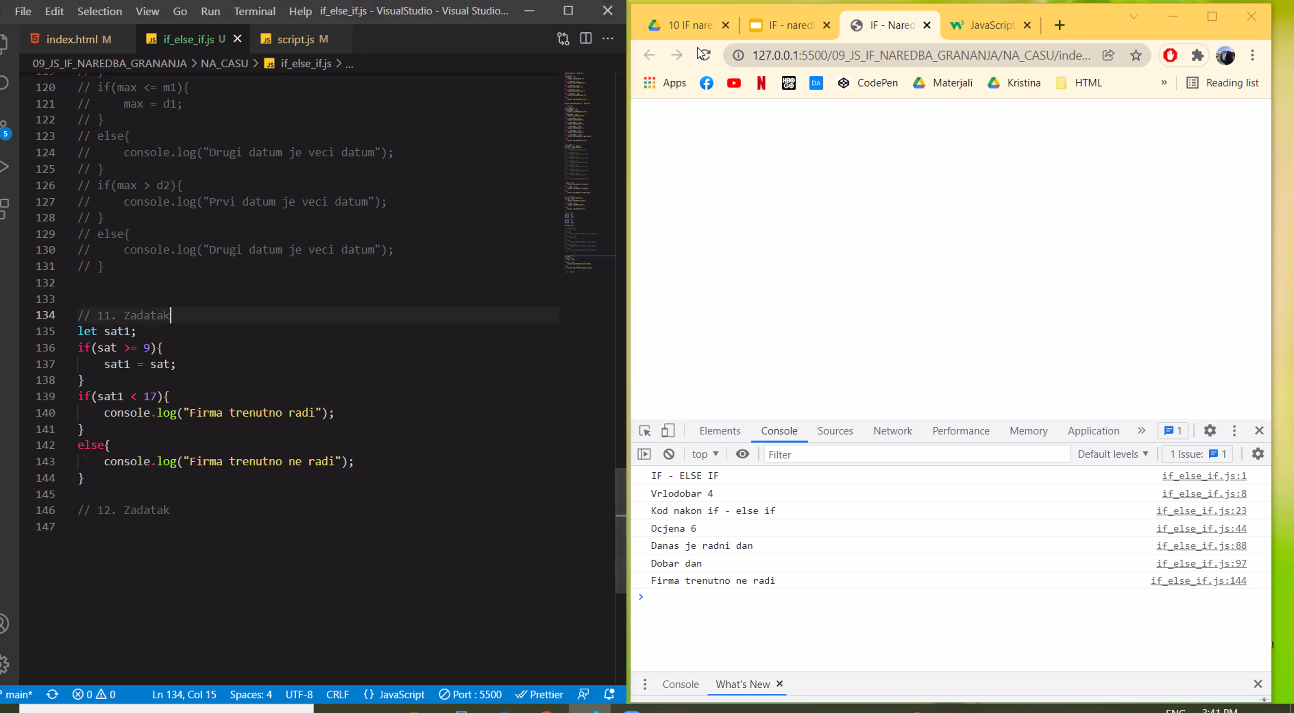 File Edit Selection View Go Run Terminal Help if_else_if.js - VisualStudio - Visual Studio...
index.html M if_else_if.js U script.js M
09_JS_IF_NAREDBA_GRANANJA > NA_CASU > if_else_if.js > ...
120 // if(max <= m1){
121 //     max = d1;
122 // }
123 // else{
124 //     console.log("Drugi datum je veci datum");
125 // }
126 // if(max > d2){
127 //     console.log("Prvi datum je veci datum");
128 // }
129 // else{
130 //     console.log("Drugi datum je veci datum");
131 // }
132
133
134 // 11. Zadatak
135 let sat1;
136 if(sat >= 9){
137     sat1 = sat;
138 }
139 if(sat1 < 17){
140     console.log("Firma trenutno radi");
141 }
142 else{
143     console.log("Firma trenutno ne radi");
144 }
145
146 // 12. Zadatak
147
5
main* 0 0 Ln 134, Col 15 Spaces: 4 UTF-8 CRLF {} JavaScript Port : 5500 Prettier
10 IF nare IF - naredi IF - Nared JavaScript
127.0.0.1:5500/09_JS_IF_NAREDBA_GRANANJA/NA_CASU/inde...
Apps N HBO GO DA CodePen Materjali Kristina HTML » Reading list
Elements Console Sources Network Performance Memory Application » 1
top ▼ Filter Default levels ▼ 1 Issue: 1
IF - ELSE IF if_else_if.js:1
Vrlodobar 4 if_else_if.js:8
Kod nakon if - else if if_else_if.js:23
Ocjena 6 if_else_if.js:44
Danas je radni dan if_else_if.js:88
Dobar dan if_else_if.js:97
Firma trenutno ne radi if_else_if.js:144
Console What's New
ENG 3:41 PM